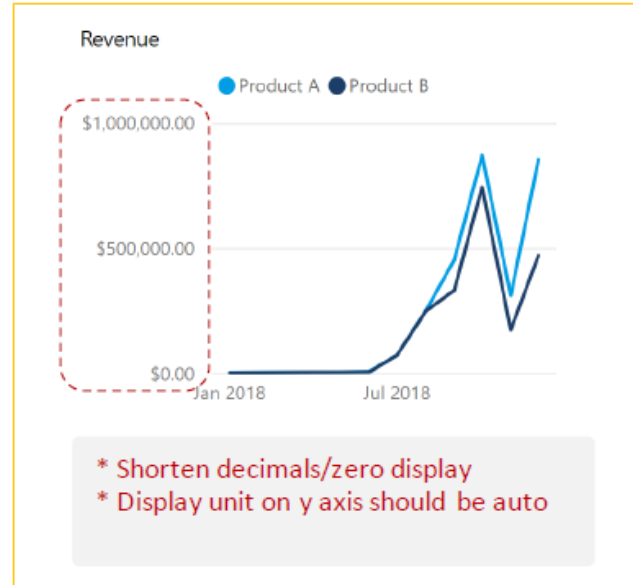 Revenue
Product A Product B
$1,000,000.00
$500,000.00
$0.00
Jan 2018 Jul 2018
* Shorten decimals/zero display
* Display unit on y axis should be auto